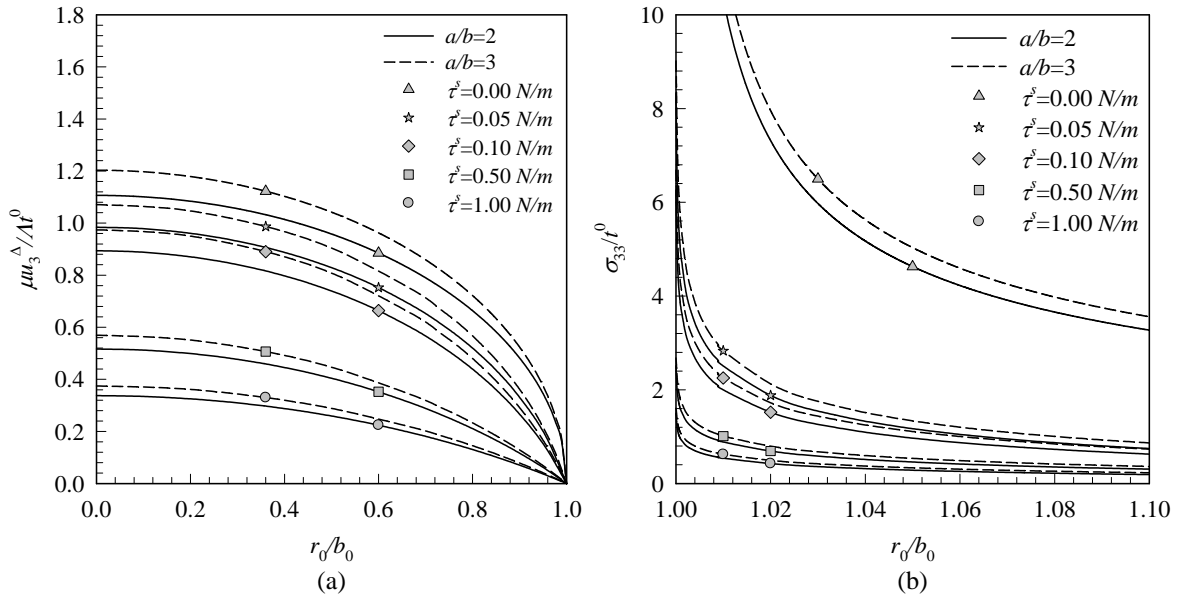 1.8
1.6
1.4
1.2
1.0
0.8
0.6
0.4
0.2
0.0
μu₃^Δ/Λt⁰
a/b=2
a/b=3
τˢ=0.00 N/m
τˢ=0.05 N/m
τˢ=0.10 N/m
τˢ=0.50 N/m
τˢ=1.00 N/m
0.0 0.2 0.4 0.6 0.8 1.0
r₀/b₀
(a)
10
8
6
4
2
0
σ₃₃/t⁰
a/b=2
a/b=3
τˢ=0.00 N/m
τˢ=0.05 N/m
τˢ=0.10 N/m
τˢ=0.50 N/m
τˢ=1.00 N/m
1.00 1.02 1.04 1.06 1.08 1.10
r₀/b₀
(b)